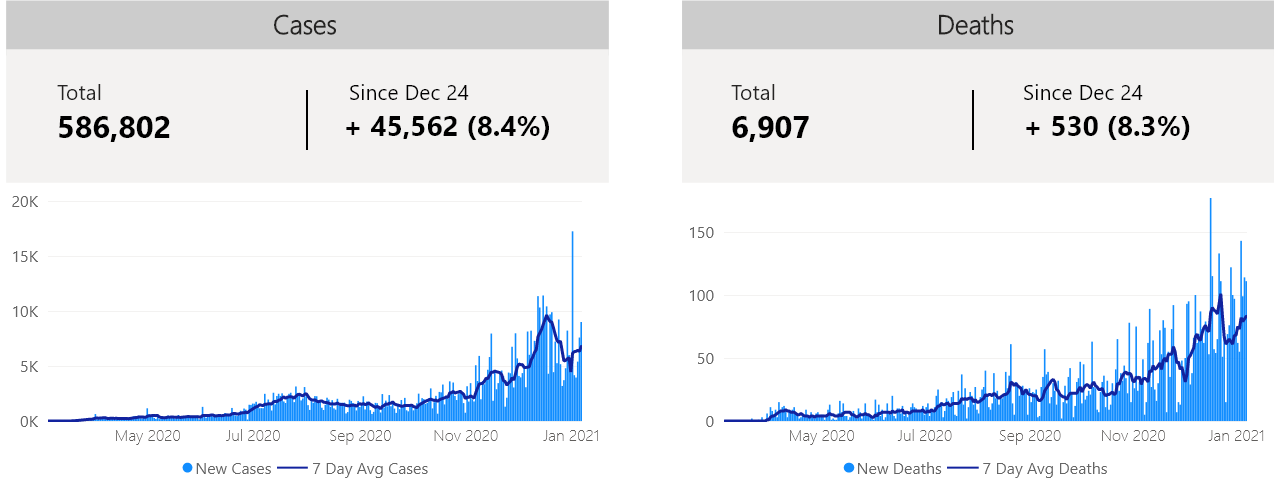 Cases
Total
586,802
Since Dec 24
+ 45,562 (8.4%)
20K
15K
10K
5K
0K
May 2020 Jul 2020 Sep 2020 Nov 2020 Jan 2021
New Cases 7 Day Avg Cases
Deaths
Total
6,907
Since Dec 24
+ 530 (8.3%)
150
100
50
0
May 2020 Jul 2020 Sep 2020 Nov 2020 Jan 2021
New Deaths 7 Day Avg Deaths